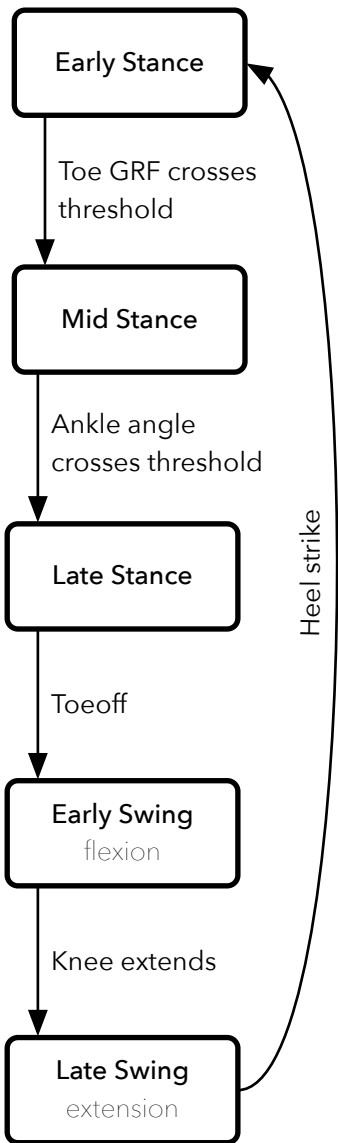 Early Stance
Toe GRF crosses
threshold
Mid Stance
Ankle angle
crosses threshold
Late Stance
Toeoff
Early Swing
flexion
Knee extends
Late Swing
extension
Heel strike